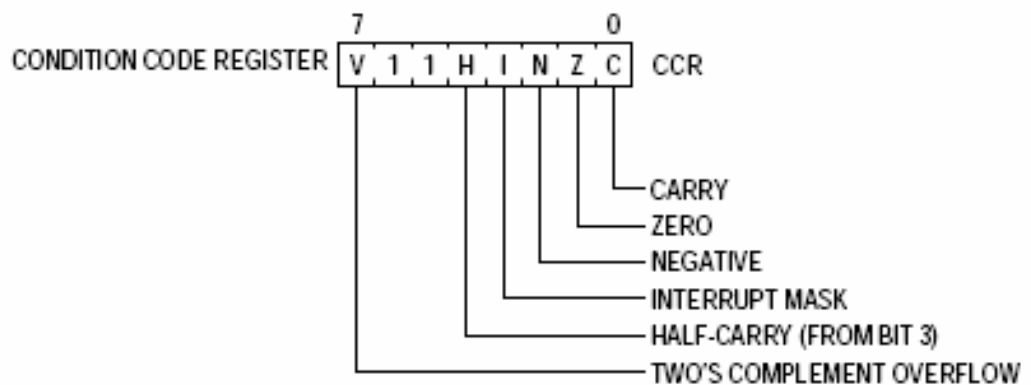 7 0
CONDITION CODE REGISTER V 1 1 H I N Z C CCR
CARRY
ZERO
NEGATIVE
INTERRUPT MASK
HALF-CARRY (FROM BIT 3)
TWO'S COMPLEMENT OVERFLOW